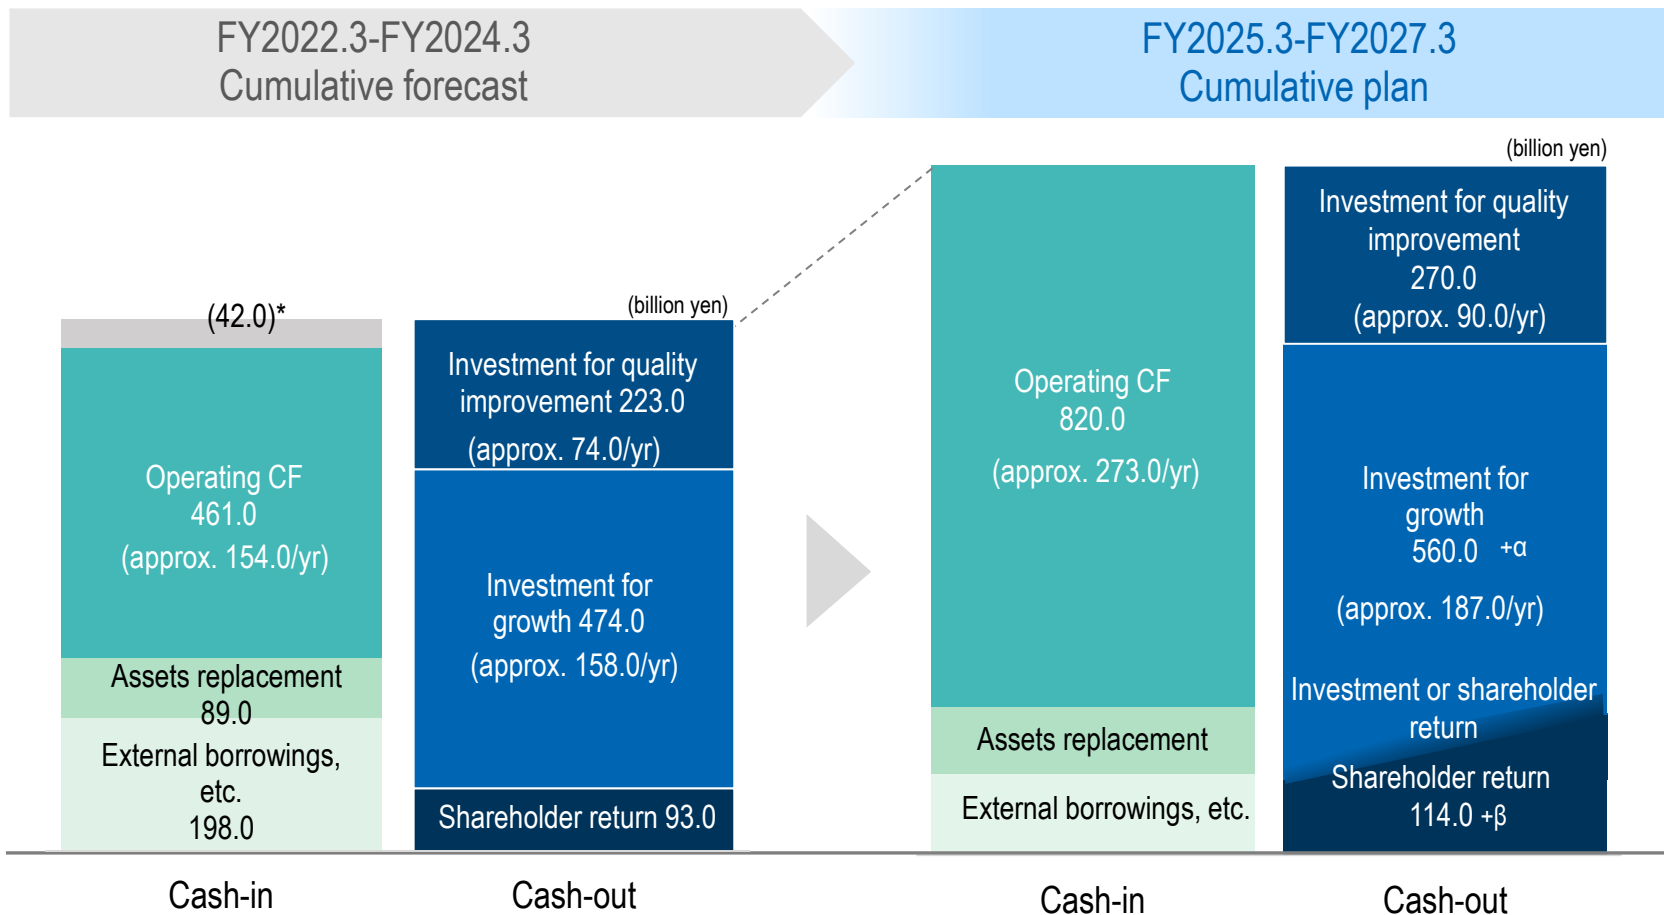 FY2022.3-FY2024.3
Cumulative forecast
FY2025.3-FY2027.3
Cumulative plan
(billion yen)
(42.0)*
Operating CF
461.0
(approx. 154.0/yr)
Assets replacement
89.0
External borrowings,
etc.
198.0
Cash-in
Investment for quality
improvement 223.0
(approx. 74.0/yr)
Investment for
growth 474.0
(approx. 158.0/yr)
Shareholder return 93.0
Cash-out
(billion yen)
Operating CF
820.0
(approx. 273.0/yr)
Assets replacement
External borrowings, etc.
Cash-in
Investment for quality
improvement
270.0
(approx. 90.0/yr)
Investment for
growth
560.0 +α
(approx. 187.0/yr)
Investment or shareholder
return
Shareholder return
114.0 +β
Cash-out